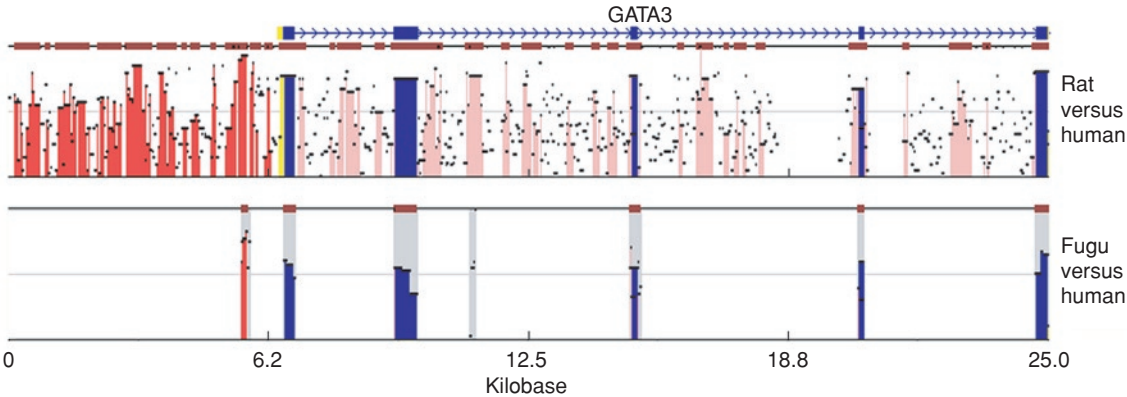 GATA3
Rat
versus
human
Fugu
versus
human
0 6.2 12.5 18.8 25.0
Kilobase